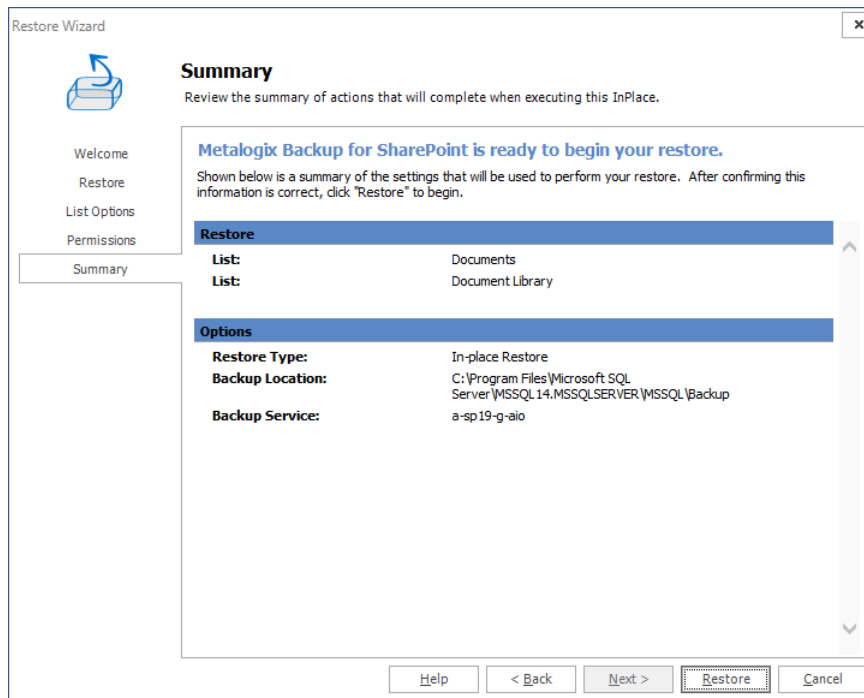 Restore Wizard
Summary
Review the summary of actions that will complete when executing this InPlace.
Welcome
Restore
List Options
Permissions
Summary
Metalogix Backup for SharePoint is ready to begin your restore.
Shown below is a summary of the settings that will be used to perform your restore.  After confirming this
information is correct, click "Restore" to begin.
Restore
List: Documents
List: Document Library
Options
Restore Type: In-place Restore
Backup Location: C:\Program Files\Microsoft SQL
Server\MSSQL14.MSSQLSERVER\MSSQL\Backup
Backup Service: a-sp19-g-aio
Help < Back Next > Restore Cancel